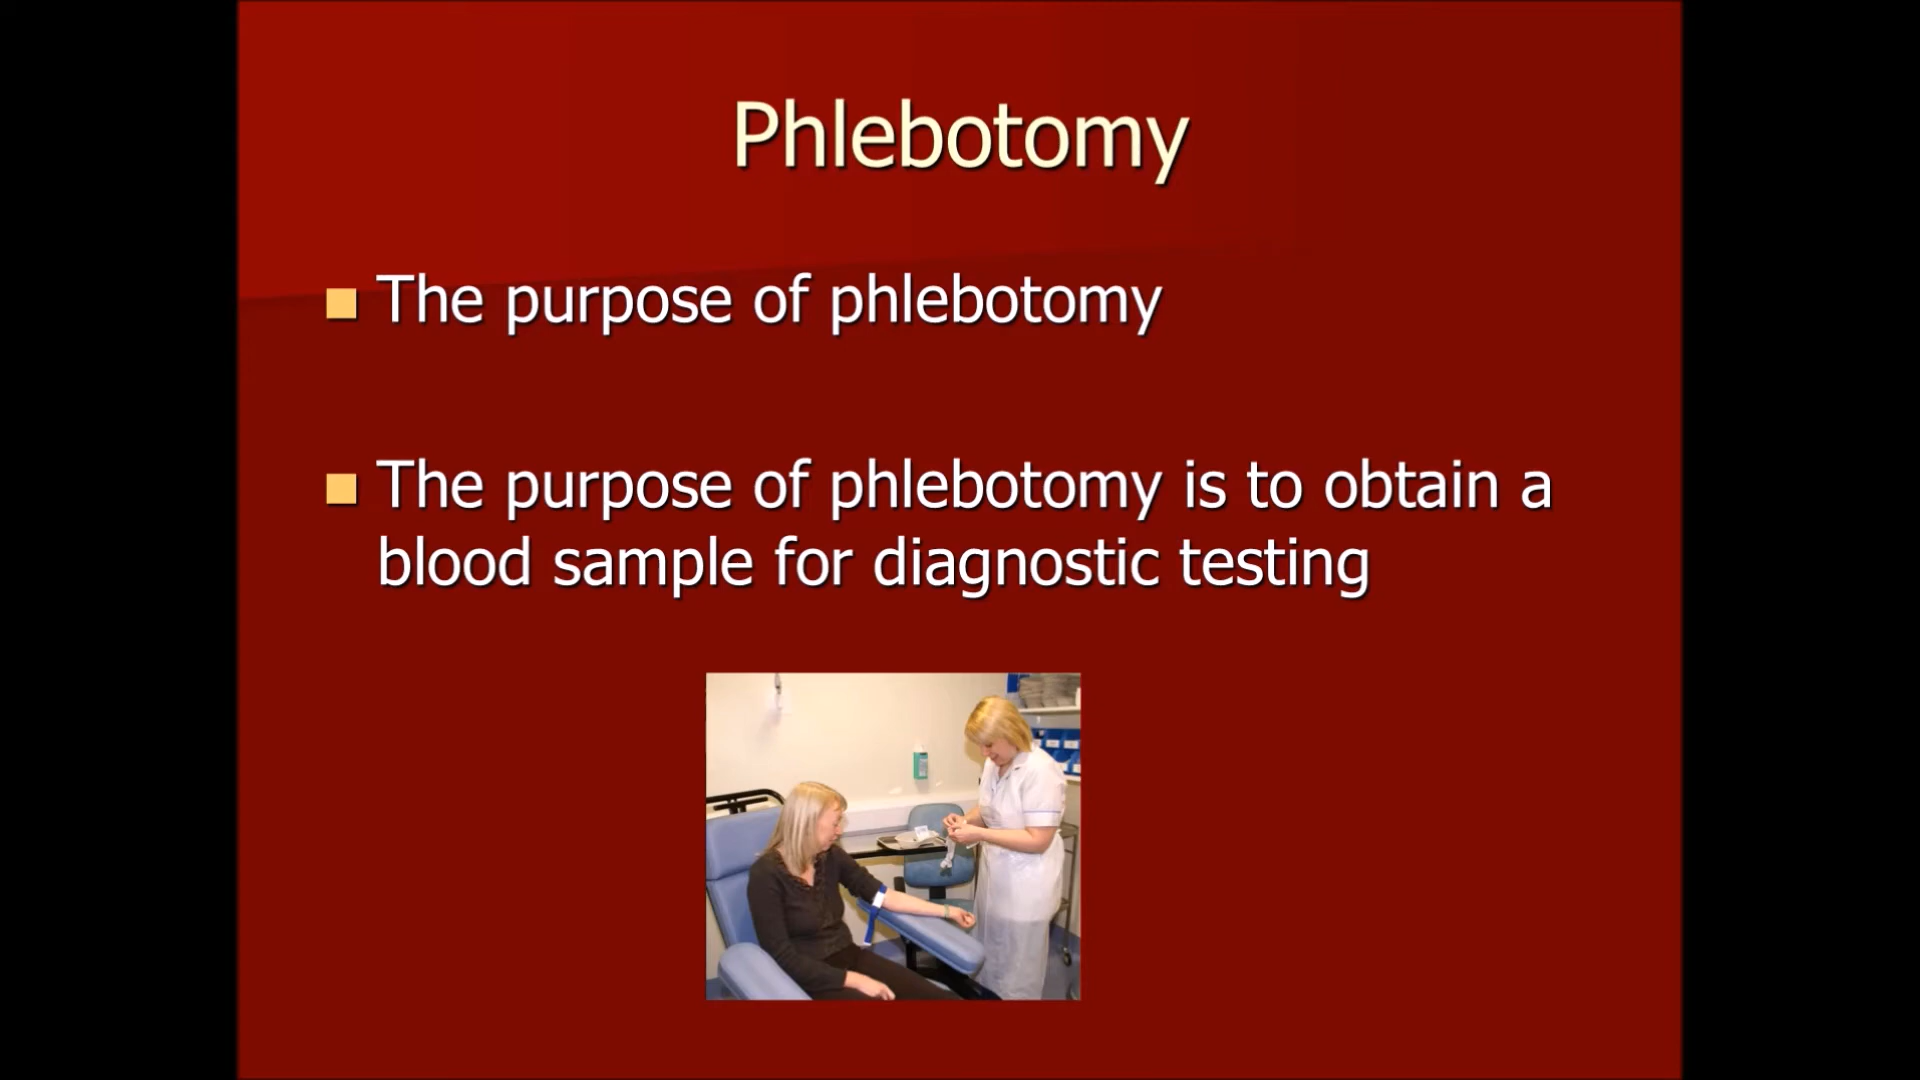 Phlebotomy
The purpose of phlebotomy
The purpose of phlebotomy is to obtain a
blood sample for diagnostic testing